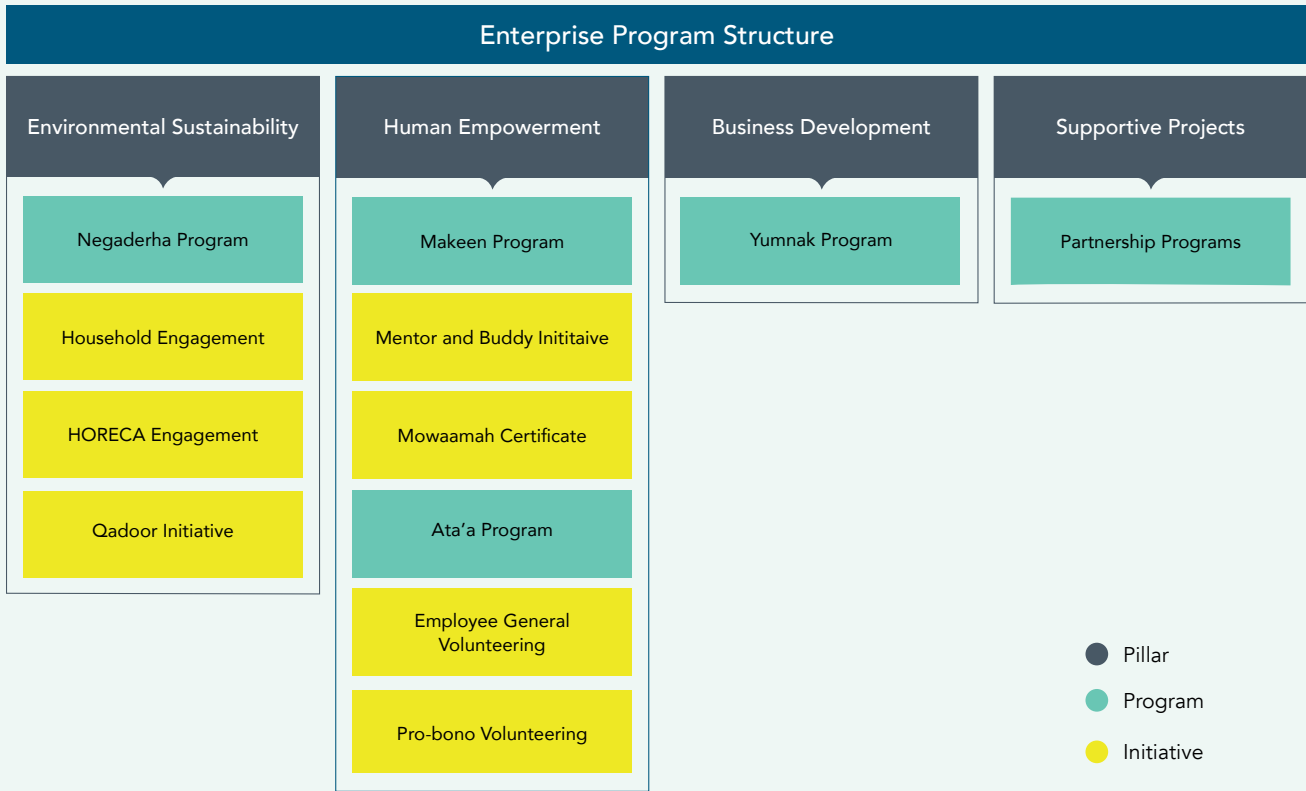 Enterprise Program Structure
Environmental Sustainability
Negaderha Program
Household Engagement
HORECA Engagement
Qadoor Initiative
Human Empowerment
Makeen Program
Mentor and Buddy Inititaive
Mowaamah Certificate
Ata’a Program
Employee General
Volunteering
Pro-bono Volunteering
Business Development
Yumnak Program
Supportive Projects
Partnership Programs
Pillar
Program
Initiative